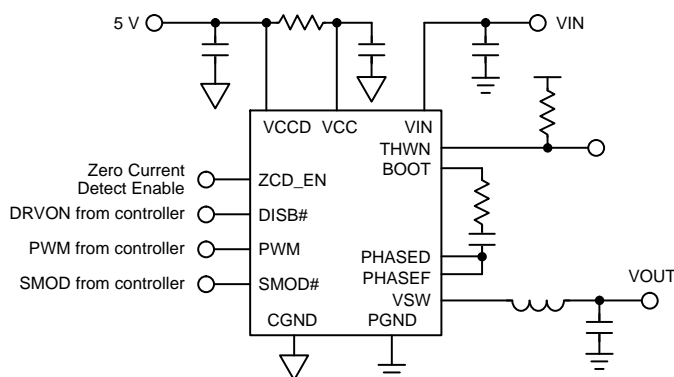 5 V
VIN
VCCD VCC VIN
THWN
BOOT
Zero Current
Detect Enable
ZCD_EN
DRVON from controller
DISB#
PWM from controller
PWM
PHASED
SMOD from controller
SMOD#
PHASEF
VSW
VOUT
CGND PGND